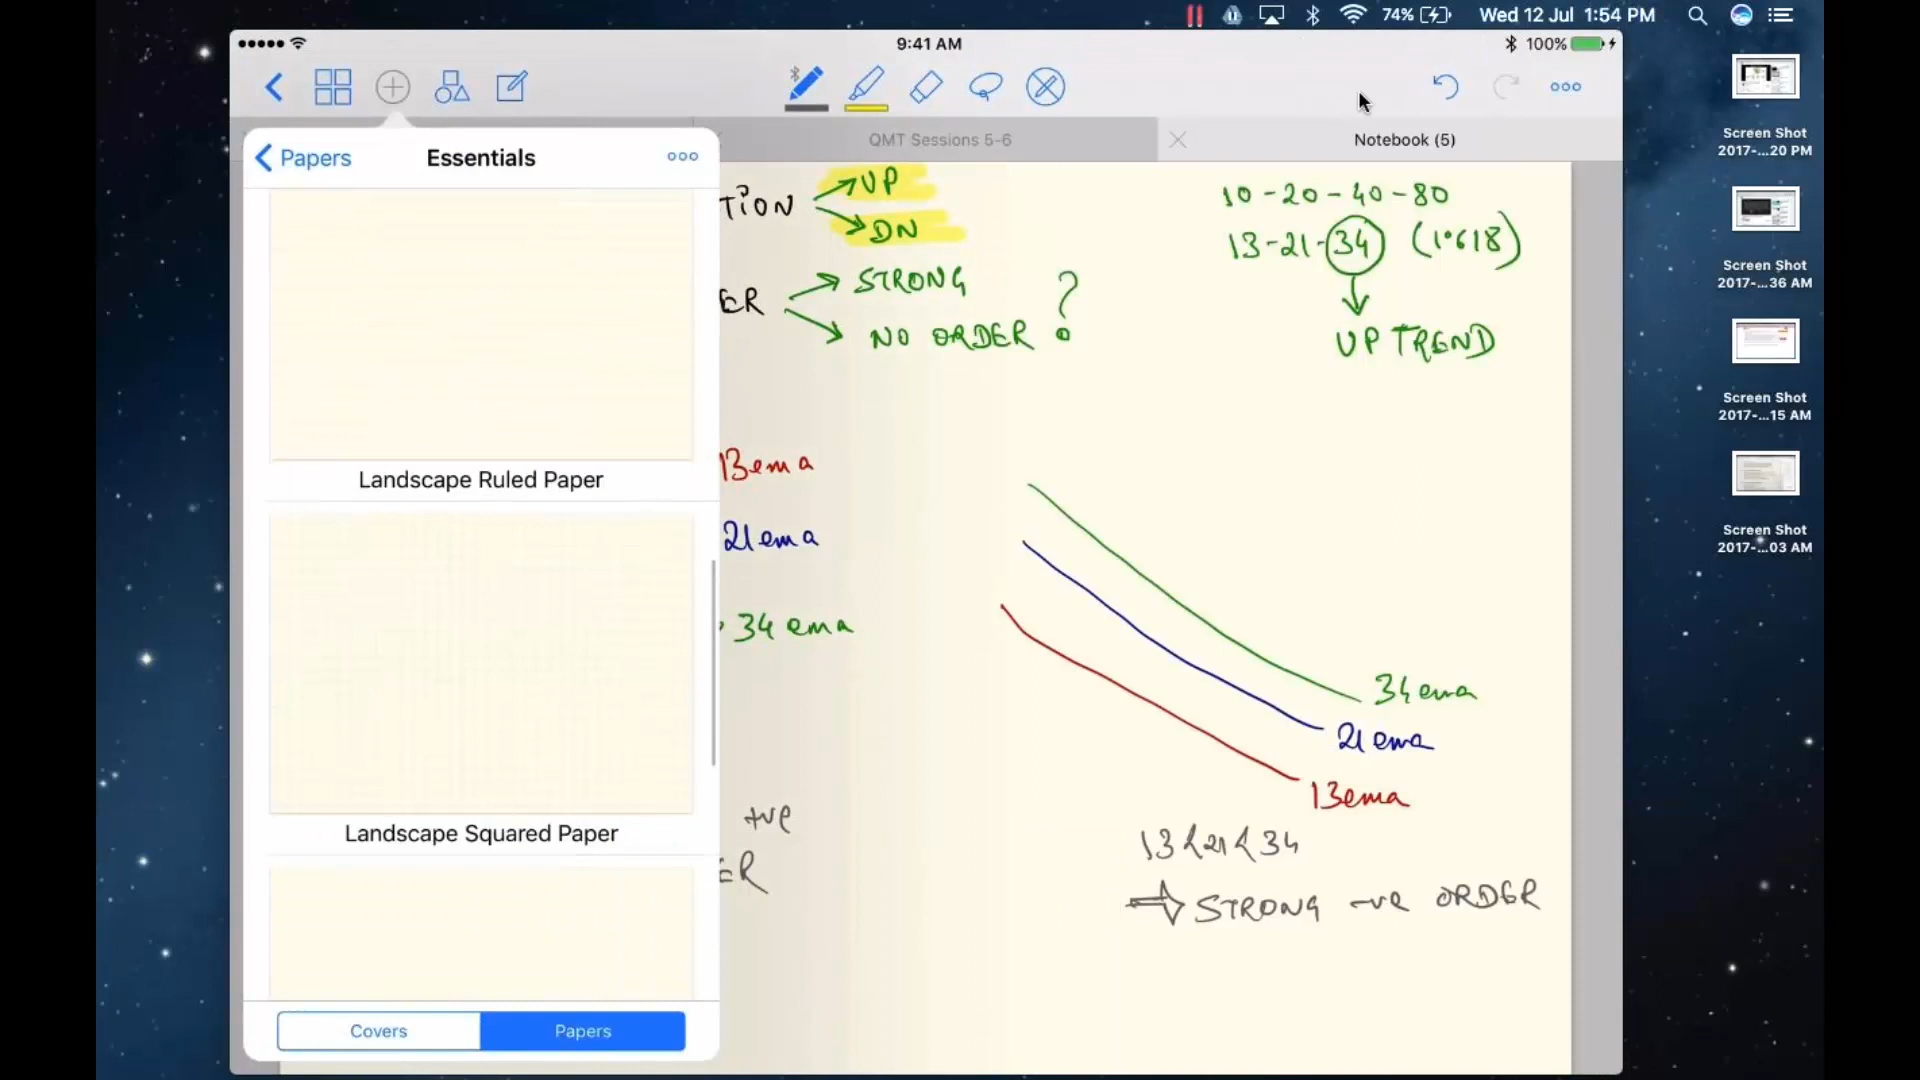 74% Wed 12 Jul 1:54 PM
9:41 AM
100%
Papers Essentials
QMT Sessions 5-6
Notebook (5)
Landscape Ruled Paper
Landscape Squared Paper
Covers Papers
TION → UP
→ DN
ER → STRONG
→ NO ORDER ?
10 - 20 - 40 - 80
13 - 21 - 34 (1.618)
↓
UP TREND
13ema
21ema
34 ema
+ve
ER
34ema
21ema
13ema
13 < 21 < 34
⇒ STRONG -ve ORDER
Screen Shot
2017-...20 PM
Screen Shot
2017-...36 AM
Screen Shot
2017-...15 AM
Screen Shot
2017-...03 AM